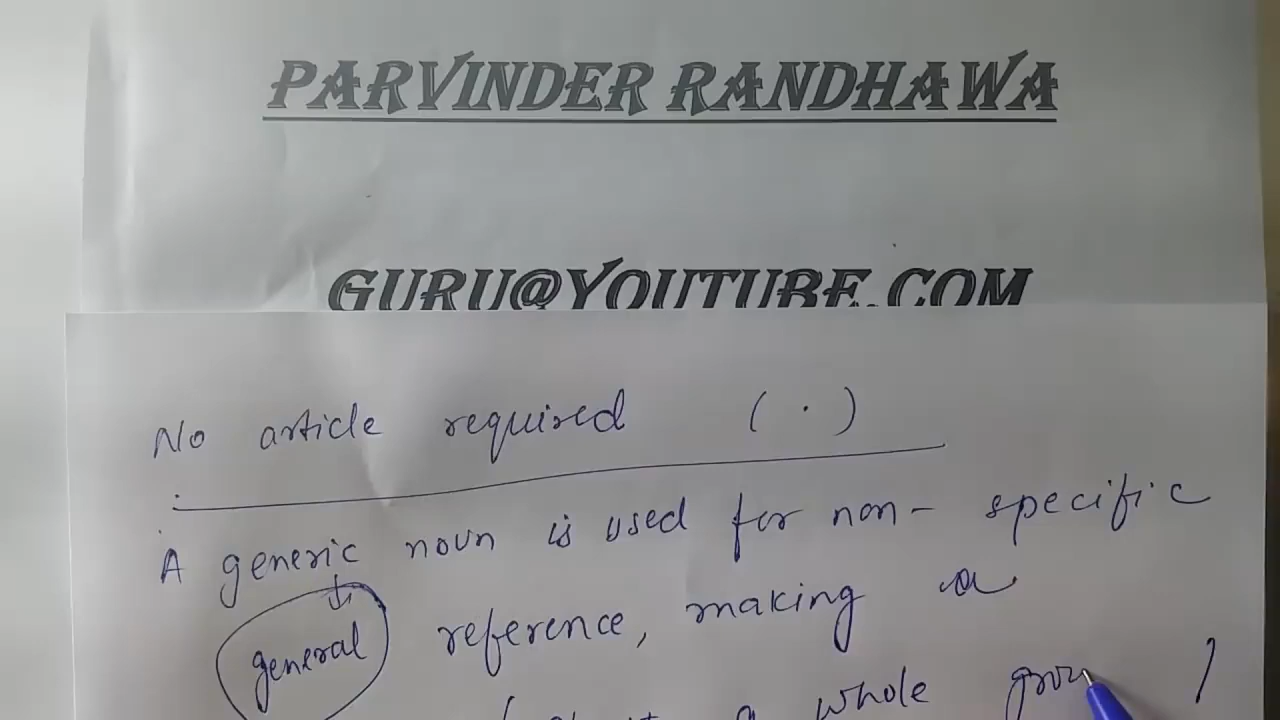 PARVINDER RANDHAWA
GURU@YOUTUBE.COM
No article required ( . )
A generic noun is used for non- specific
general reference, making a
a whole